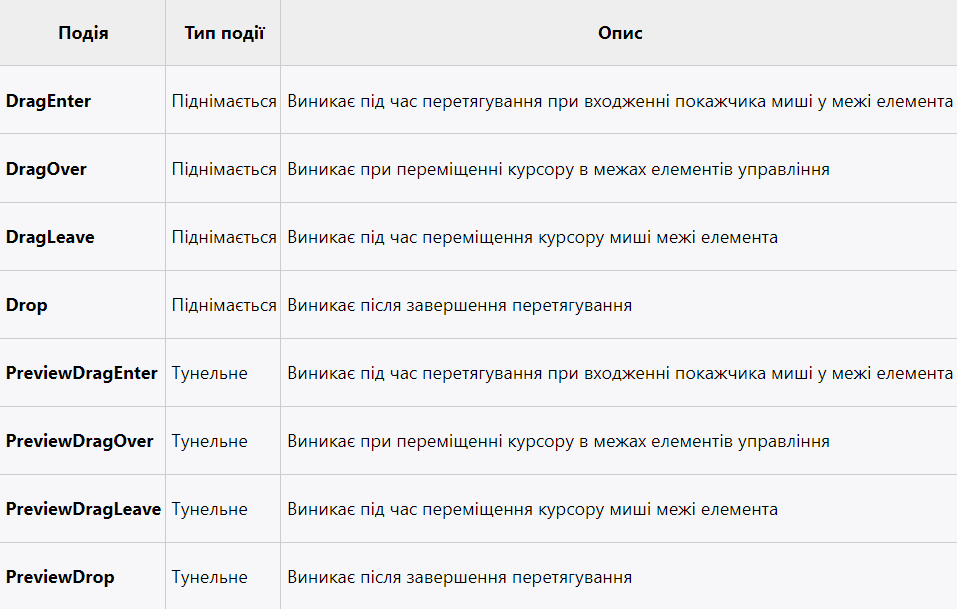 Подія Тип події Опис
DragEnter Піднімається Виникає під час перетягування при входженні покажчика миші у межі елемента
DragOver Піднімається Виникає при переміщенні курсору в межах елементів управління
DragLeave Піднімається Виникає під час переміщення курсору миші межі елемента
Drop Піднімається Виникає після завершення перетягування
PreviewDragEnter Тунельне Виникає під час перетягування при входженні покажчика миші у межі елемента
PreviewDragOver Тунельне Виникає при переміщенні курсору в межах елементів управління
PreviewDragLeave Тунельне Виникає під час переміщення курсору миші межі елемента
PreviewDrop Тунельне Виникає після завершення перетягування